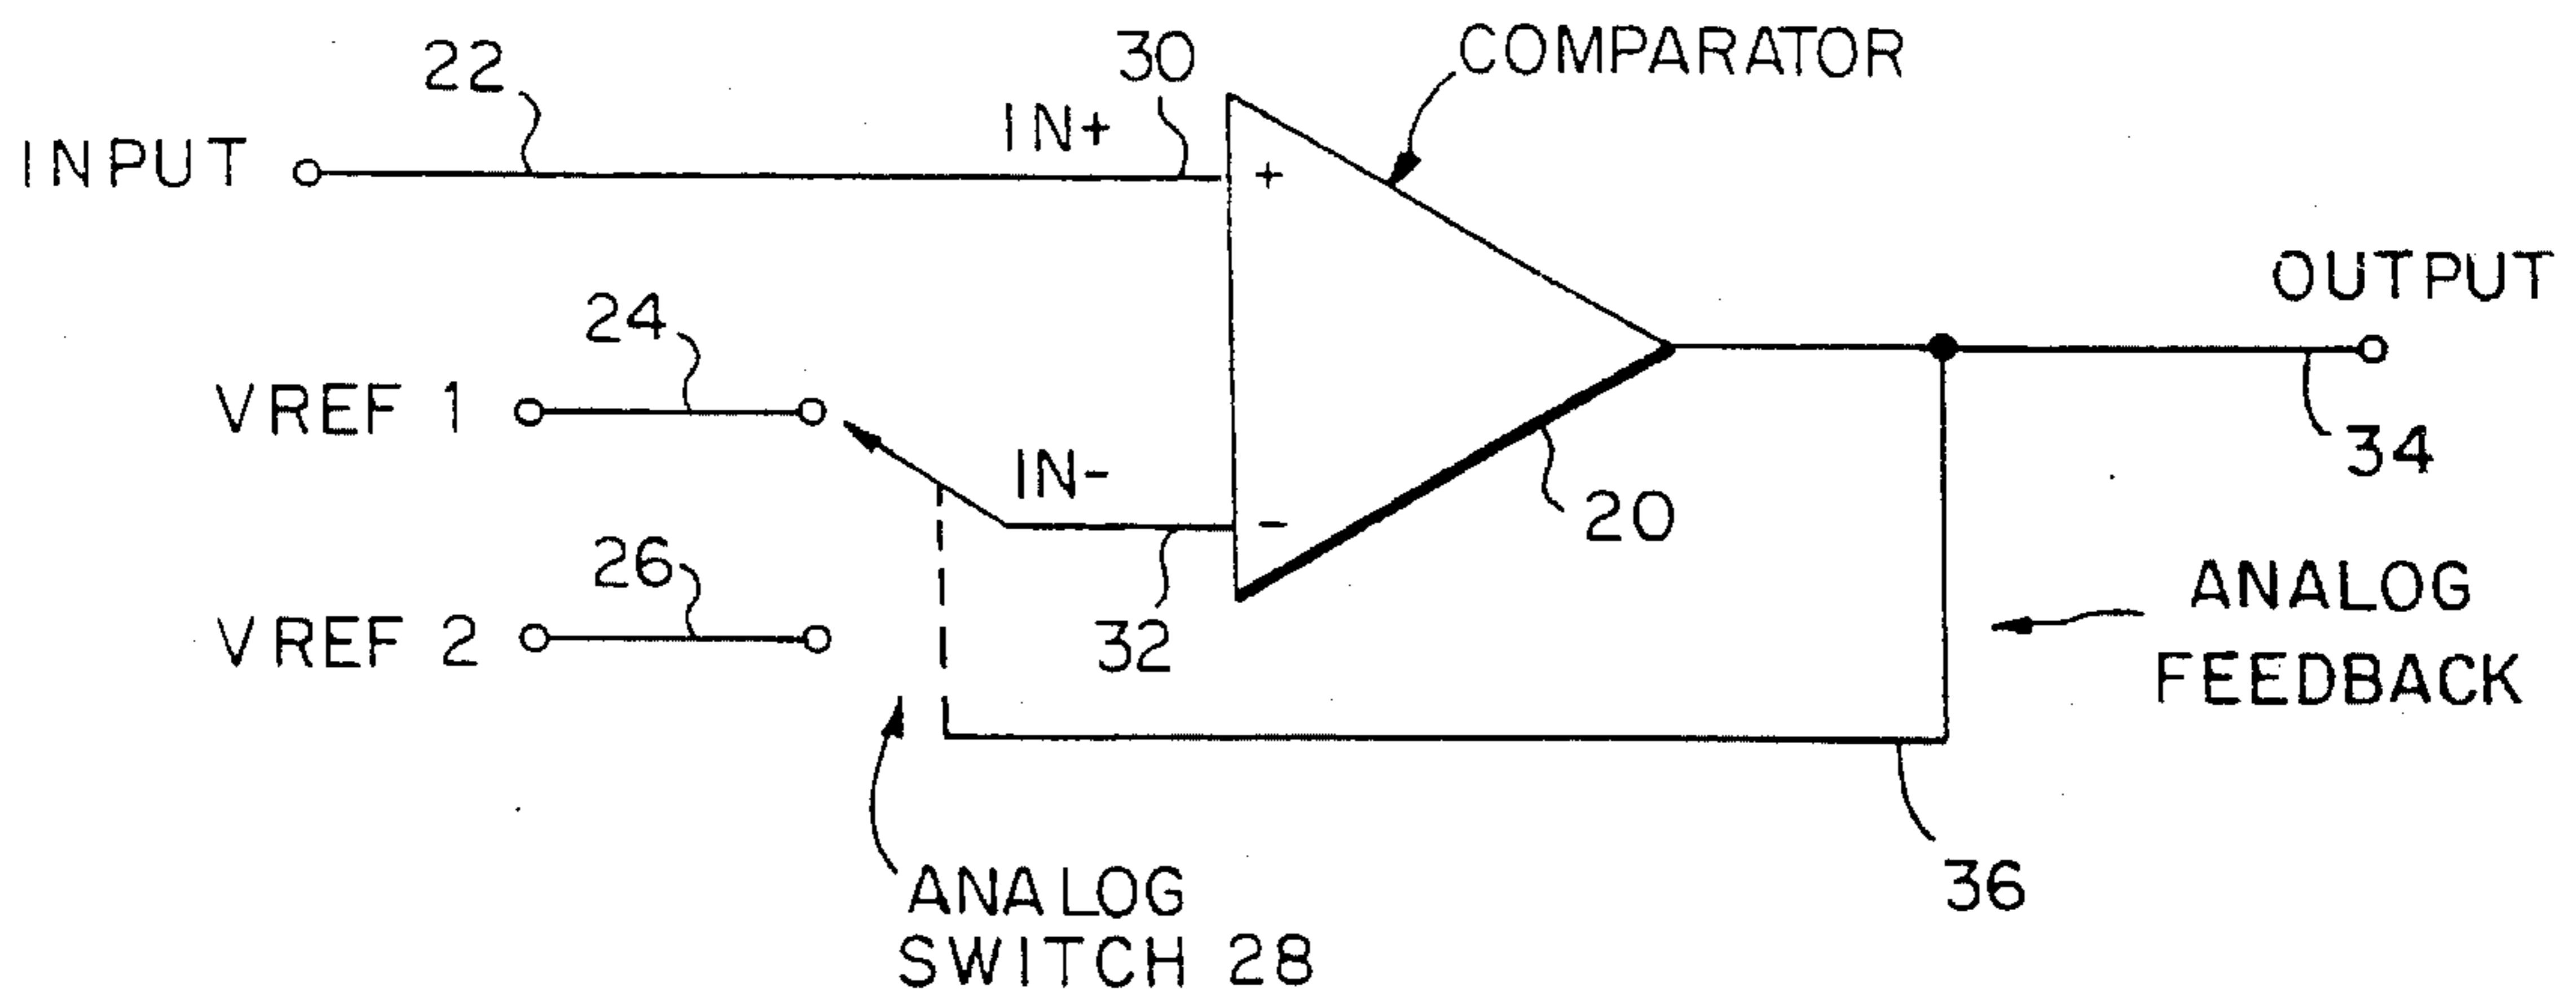 COMPARATOR
22
30
IN+
INPUT
+
OUTPUT
24
VREF 1
34
IN-
-
20
26
VREF 2
32
ANALOG
FEEDBACK
36
ANALOG
SWITCH 28